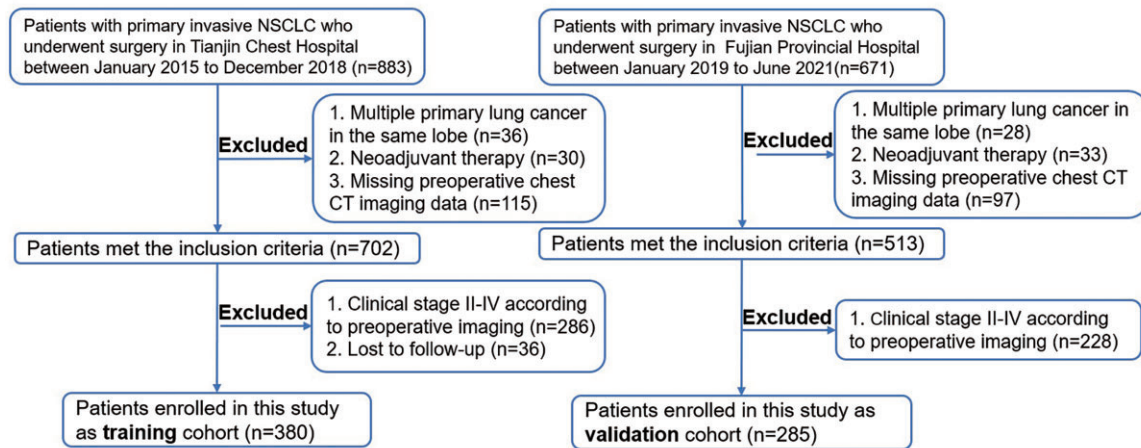 Patients with primary invasive NSCLC who
underwent surgery in Tianjin Chest Hospital
between January 2015 to December 2018 (n=883)
Excluded
1. Multiple primary lung cancer
in the same lobe (n=36)
2. Neoadjuvant therapy (n=30)
3. Missing preoperative chest
CT imaging data (n=115)
Patients met the inclusion criteria (n=702)
Excluded
1. Clinical stage II-IV according
to preoperative imaging (n=286)
2. Lost to follow-up (n=36)
Patients enrolled in this study
as training cohort (n=380)
Patients with primary invasive NSCLC who
underwent surgery in Fujian Provincial Hospital
between January 2019 to June 2021(n=671)
Excluded
1. Multiple primary lung cancer in
the same lobe (n=28)
2. Neoadjuvant therapy (n=33)
3. Missing preoperative chest CT
imaging data (n=97)
Patients met the inclusion criteria (n=513)
Excluded
1. Clinical stage II-IV according
to preoperative imaging (n=228)
Patients enrolled in this study as
validation cohort (n=285)